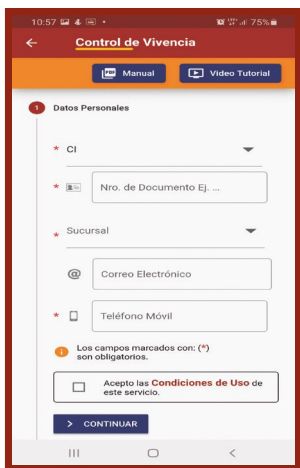 10:57 75%
Control de Vivencia
PDF Manual Video Tutorial
1 Datos Personales
* CI
* Nro. de Documento Ej. ...
* Sucursal
@ Correo Electrónico
* Teléfono Móvil
Los campos marcados con: (*)
son obligatorios.
Acepto las Condiciones de Uso de
este servicio.
> CONTINUAR